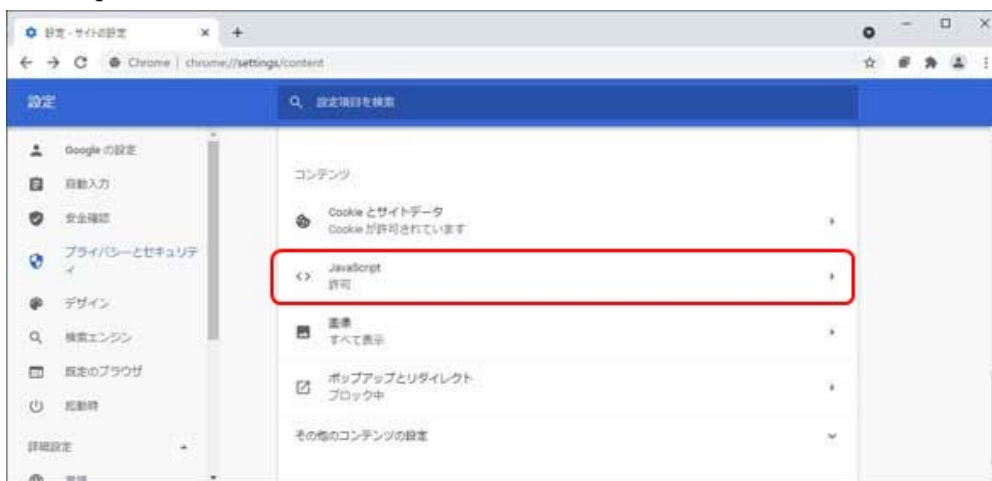 設定 - サイトの設定
Chrome | chrome://settings/content
設定
設定項目を検索
Google の設定
自動入力
安全確認
プライバシーとセキュリテ
ィ
デザイン
検索エンジン
既定のブラウザ
起動時
詳細設定
コンテンツ
Cookie とサイトデータ
Cookie が許可されています
JavaScript
許可
画像
すべて表示
ポップアップとリダイレクト
ブロック中
その他のコンテンツの設定